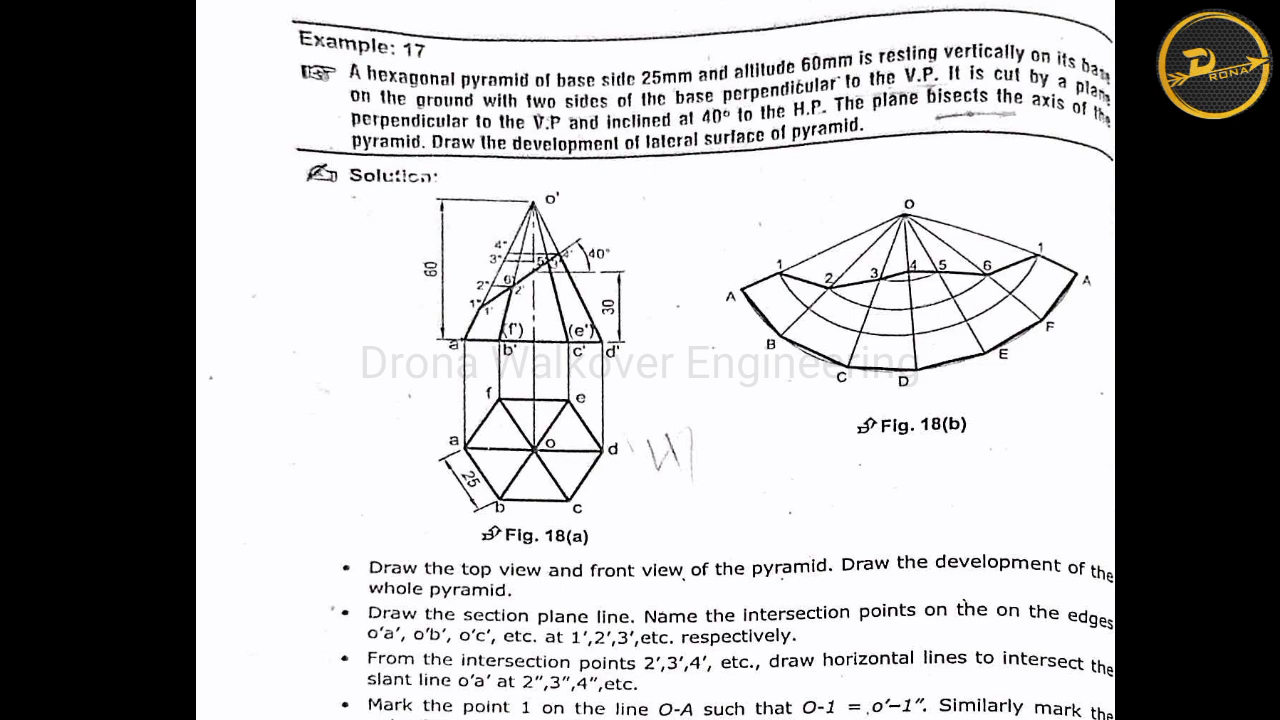 DRONA
Example: 17
A hexagonal pyramid of base side 25mm and altitude 60mm is resting vertically on its base
on the ground with two sides of the base perpendicular to the V.P. It is cut by a plane
perpendicular to the V.P and inclined at 40° to the H.P. The plane bisects the axis of the
pyramid. Draw the development of lateral surface of pyramid.
Solution:
o'
4"
3"
2"
1"
5'
3'
4'
6'
2'
1'
40°
60
30
(f')
(e')
a'
b'
c'
d'
f
e
a
o
d
25
b
c
Fig. 18(a)
O
1
2
3
4
5
6
1
A
B
C
D
E
F
A
Fig. 18(b)
Drona Walkover Engineering
• Draw the top view and front view of the pyramid. Draw the development of the
whole pyramid.
• Draw the section plane line. Name the intersection points on the on the edges
o'a', o'b', o'c', etc. at 1',2',3',etc. respectively.
• From the intersection points 2',3',4', etc., draw horizontal lines to intersect the
slant line o'a' at 2",3",4",etc.
• Mark the point 1 on the line O-A such that O-1 = o'-1". Similarly mark the